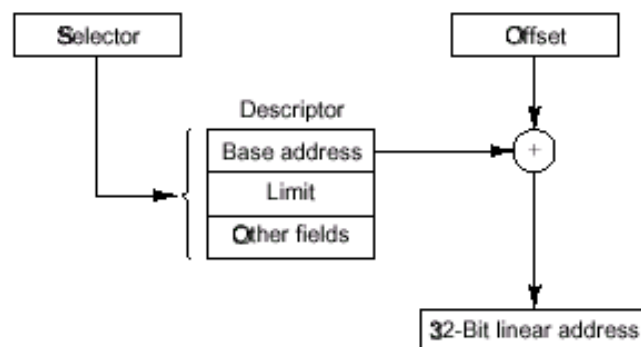 Selector
Offset
Descriptor
Base address
+
Limit
Other fields
32-Bit linear address